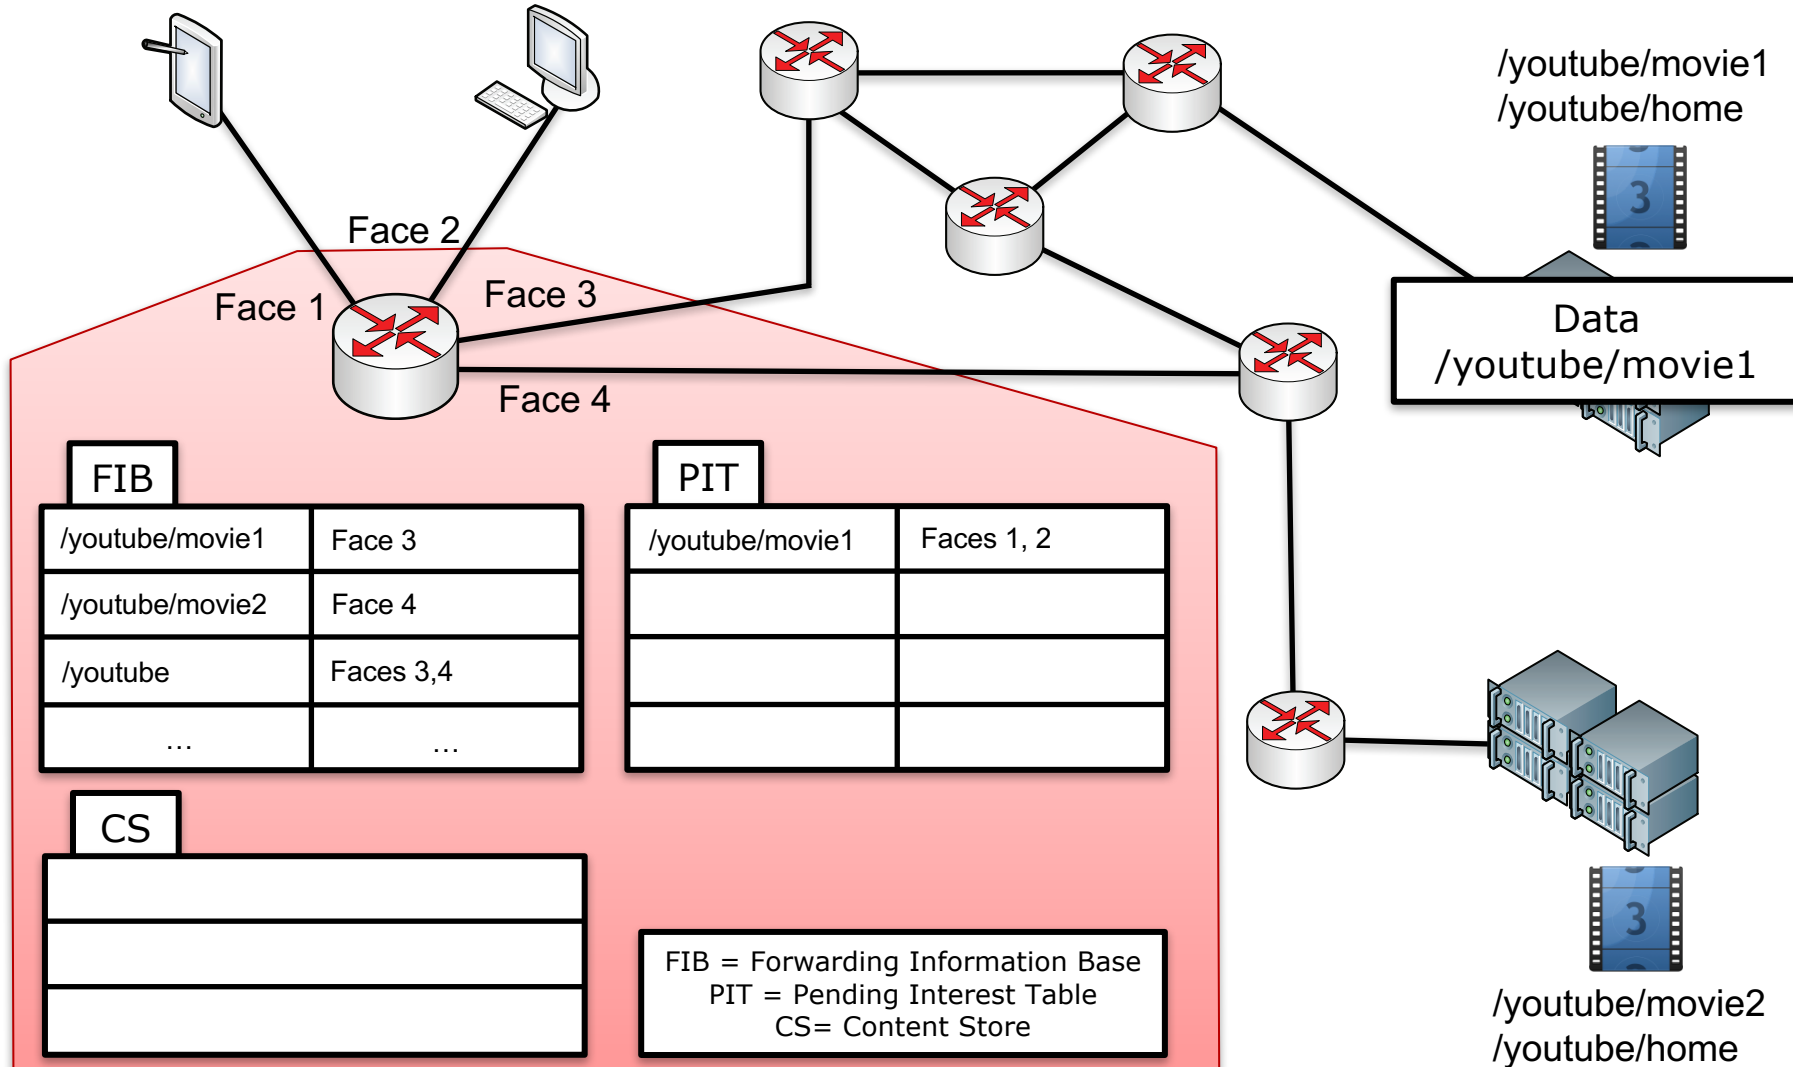 /youtube/movie1
/youtube/home
3
Face 2
Face 1
Face 3
Face 4
Data
/youtube/movie1
FIB
/youtube/movie1 Face 3
/youtube/movie2 Face 4
/youtube Faces 3,4
… …
PIT
/youtube/movie1 Faces 1, 2
CS
FIB = Forwarding Information Base
PIT = Pending Interest Table
CS= Content Store
3
/youtube/movie2
/youtube/home